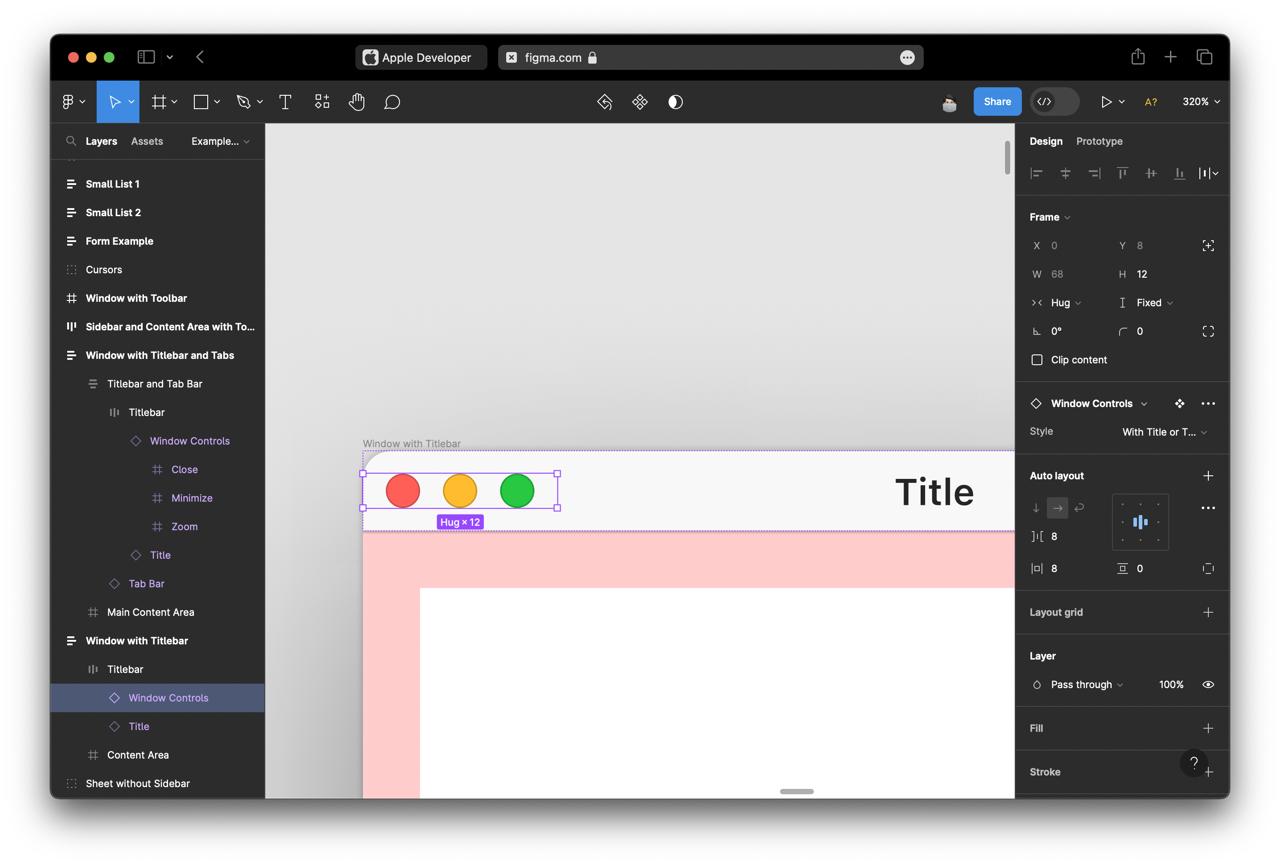 Apple Developer
figma.com
Share
A?
320%
Layers
Assets
Example...
Small List 1
Small List 2
Form Example
Cursors
Window with Toolbar
Sidebar and Content Area with To...
Window with Titlebar and Tabs
Titlebar and Tab Bar
Titlebar
Window Controls
Close
Minimize
Zoom
Title
Tab Bar
Main Content Area
Window with Titlebar
Titlebar
Window Controls
Title
Content Area
Sheet without Sidebar
Window with Titlebar
Title
Hug × 12
Design
Prototype
Frame
X 0
Y 8
W 68
H 12
Hug
Fixed
0°
0
Clip content
Window Controls
Style
With Title or T...
Auto layout
8
8
0
Layout grid
Layer
Pass through
100%
Fill
Stroke
?